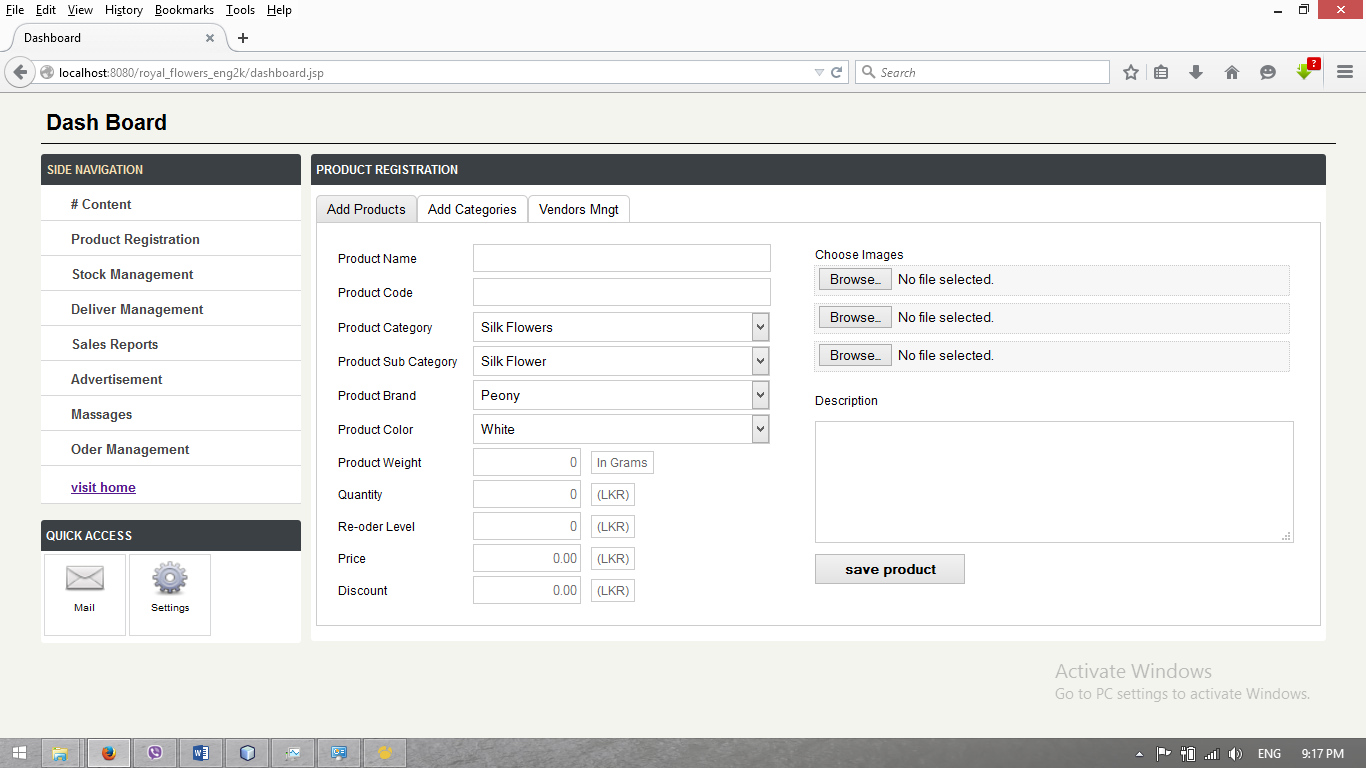 File Edit View History Bookmarks Tools Help
Dashboard
localhost:8080/royal_flowers_eng2k/dashboard.jsp
Search
?
Dash Board
SIDE NAVIGATION
# Content
Product Registration
Stock Management
Deliver Management
Sales Reports
Advertisement
Massages
Oder Management
visit home
QUICK ACCESS
Mail Settings
PRODUCT REGISTRATION
Add Products Add Categories Vendors Mngt
Product Name
Product Code
Product Category Silk Flowers
Product Sub Category Silk Flower
Product Brand Peony
Product Color White
Product Weight 0 In Grams
Quantity 0 (LKR)
Re-oder Level 0 (LKR)
Price 0.00 (LKR)
Discount 0.00 (LKR)
Choose Images
Browse... No file selected.
Browse... No file selected.
Browse... No file selected.
Description
save product
Activate Windows
Go to PC settings to activate Windows.
ENG 9:17 PM